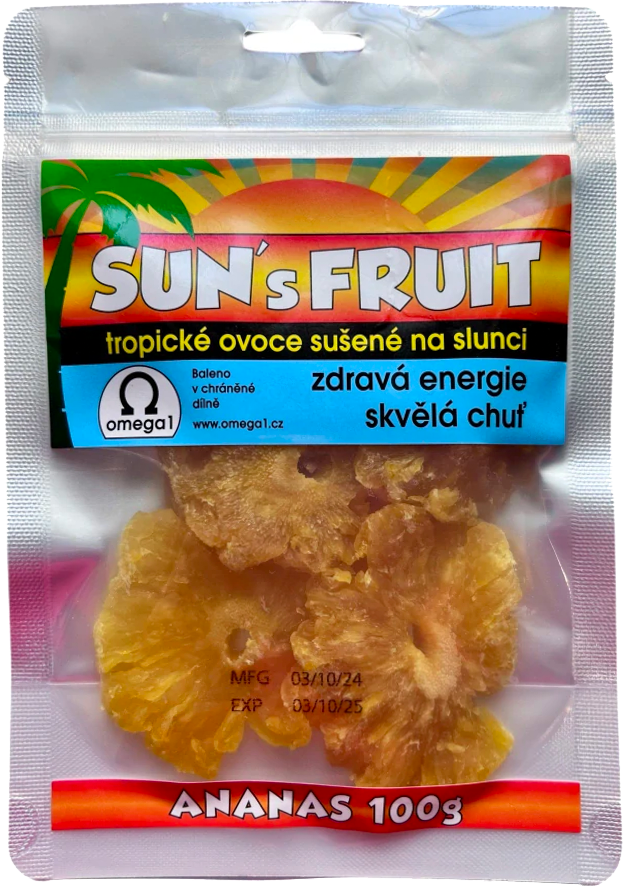 SUN's FRUIT
tropické ovoce sušené na slunci
Ω
omega1
Baleno
v chráněné
dílně
www.omega1.cz
zdravá energie
skvělá chuť
MFG 03/10/24
EXP 03/10/25
ANANAS 100g